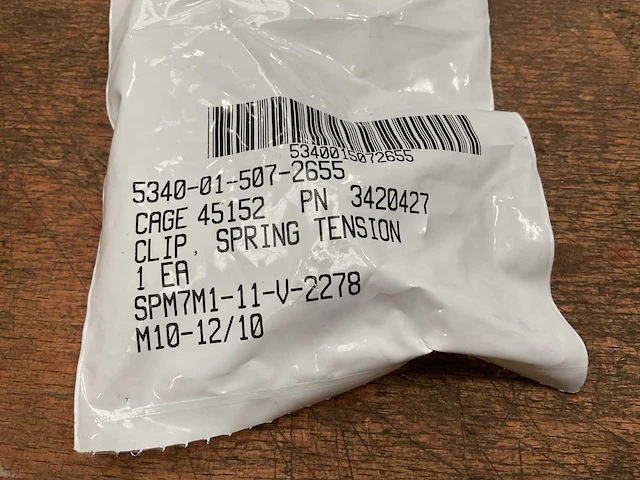 5340015072655
5340-01-507-2655
CAGE 45152 PN 3420427
CLIP, SPRING TENSION
1 EA
SPM7M1-11-V-2278
M10-12/10